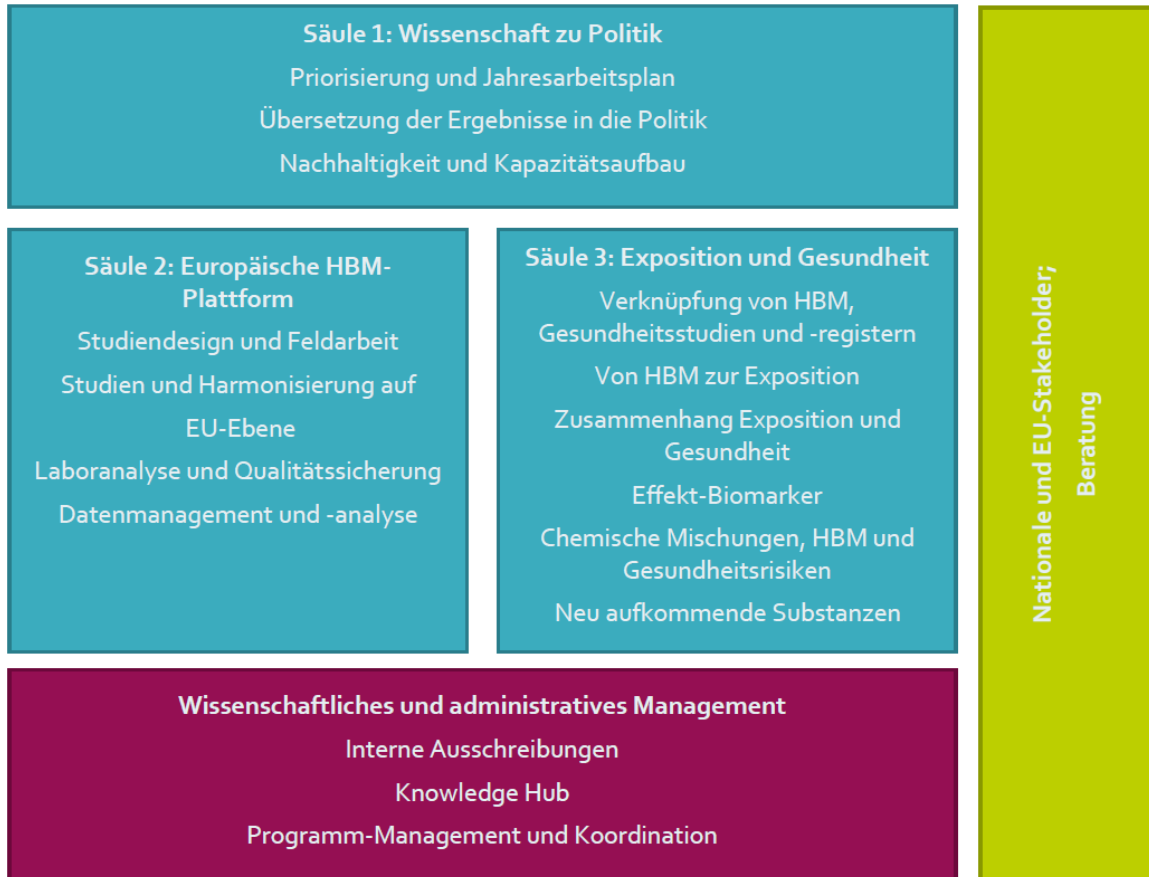 Säule 1: Wissenschaft zu Politik
Priorisierung und Jahresarbeitsplan
Übersetzung der Ergebnisse in die Politik
Nachhaltigkeit und Kapazitätsaufbau
Säule 2: Europäische HBM-
Plattform
Studiendesign und Feldarbeit
Studien und Harmonisierung auf
EU-Ebene
Laboranalyse und Qualitätssicherung
Datenmanagement und -analyse
Säule 3: Exposition und Gesundheit
Verknüpfung von HBM,
Gesundheitsstudien und -registern
Von HBM zur Exposition
Zusammenhang Exposition und
Gesundheit
Effekt-Biomarker
Chemische Mischungen, HBM und
Gesundheitsrisiken
Neu aufkommende Substanzen
Wissenschaftliches und administratives Management
Interne Ausschreibungen
Knowledge Hub
Programm-Management und Koordination
Nationale und EU-Stakeholder;
Beratung